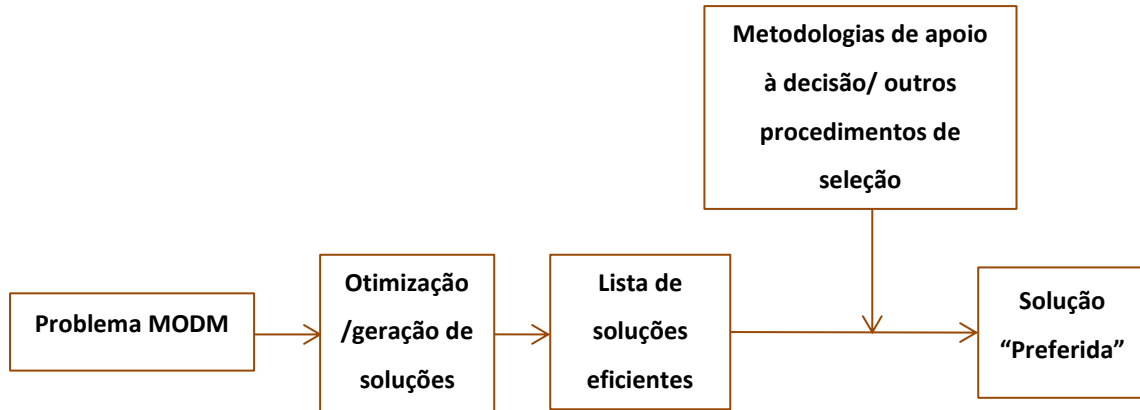 Metodologias de apoio
à decisão/ outros
procedimentos de
seleção
Problema MODM
Otimização
/geração de
soluções
Lista de
soluções
eficientes
Solução
“Preferida”